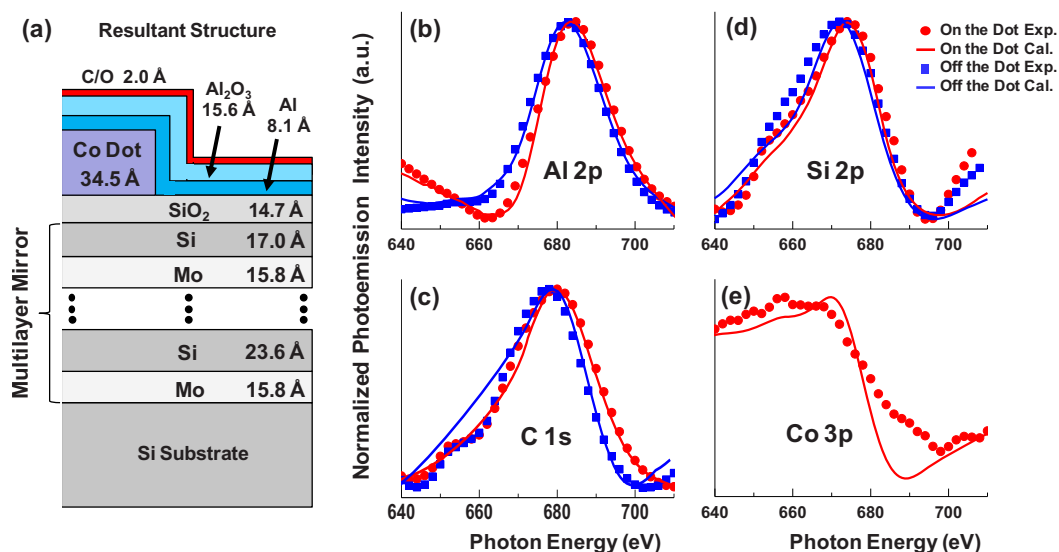 (a)
Resultant Structure
C/O 2.0 Å
Al₂O₃
15.6 Å
Al
8.1 Å
Co Dot
34.5 Å
SiO₂ 14.7 Å
Si 17.0 Å
Mo 15.8 Å
Si 23.6 Å
Mo 15.8 Å
Si Substrate
Multilayer Mirror
Normalized Photoemission Intensity (a.u.)
(b)
Al 2p
640 660 680 700
(d)
Si 2p
640 660 680 700
On the Dot Exp.
On the Dot Cal.
Off the Dot Exp.
Off the Dot Cal.
(c)
C 1s
640 660 680 700
Photon Energy (eV)
(e)
Co 3p
640 660 680 700
Photon Energy (eV)